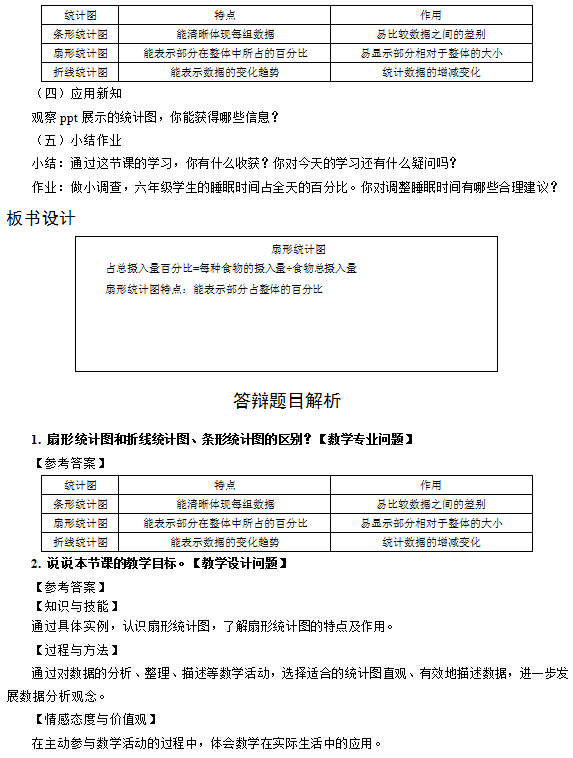 统计图 特点 作用
条形统计图 能清晰体现每组数据 易比较数据之间的差别
扇形统计图 能表示部分在整体中所占的百分比 易显示部分相对于整体的大小
折线统计图 能表示数据的变化趋势 统计数据的增减变化
（四）应用新知
观察 ppt 展示的统计图，你能获得哪些信息？
（五）小结作业
小结：通过这节课的学习，你有什么收获？你对今天的学习还有什么疑问吗？
作业：做小调查，六年级学生的睡眠时间占全天的百分比。你对调整睡眠时间有哪些合理建议？
板书设计
扇形统计图
占总摄入量百分比=每种食物的摄入量÷食物总摄入量
扇形统计图特点：能表示部分占整体的百分比
答辩题目解析
1. 扇形统计图和折线统计图、条形统计图的区别？【数学专业问题】
【参考答案】
统计图 特点 作用
条形统计图 能清晰体现每组数据 易比较数据之间的差别
扇形统计图 能表示部分在整体中所占的百分比 易显示部分相对于整体的大小
折线统计图 能表示数据的变化趋势 统计数据的增减变化
2. 说说本节课的教学目标。【教学设计问题】
【参考答案】
【知识与技能】
通过具体实例，认识扇形统计图，了解扇形统计图的特点及作用。
【过程与方法】
通过对数据的分析、整理、描述等数学活动，选择适合的统计图直观、有效地描述数据，进一步发
展数据分析观念。
【情感态度与价值观】
在主动参与数学活动的过程中，体会数学在实际生活中的应用。